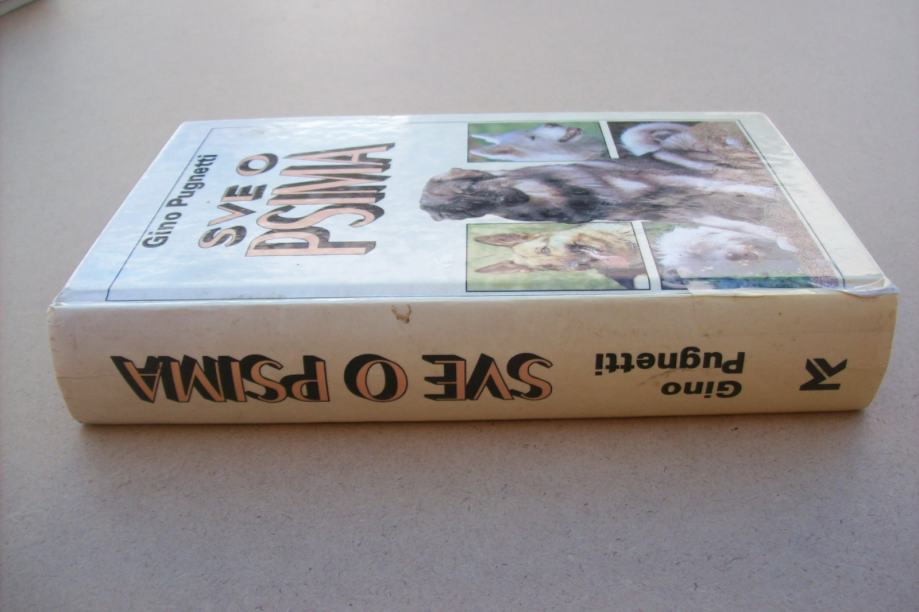 Gino Pugnetti
SVE O
PSIMA
SVE O PSIMA
Gino
Pugnetti